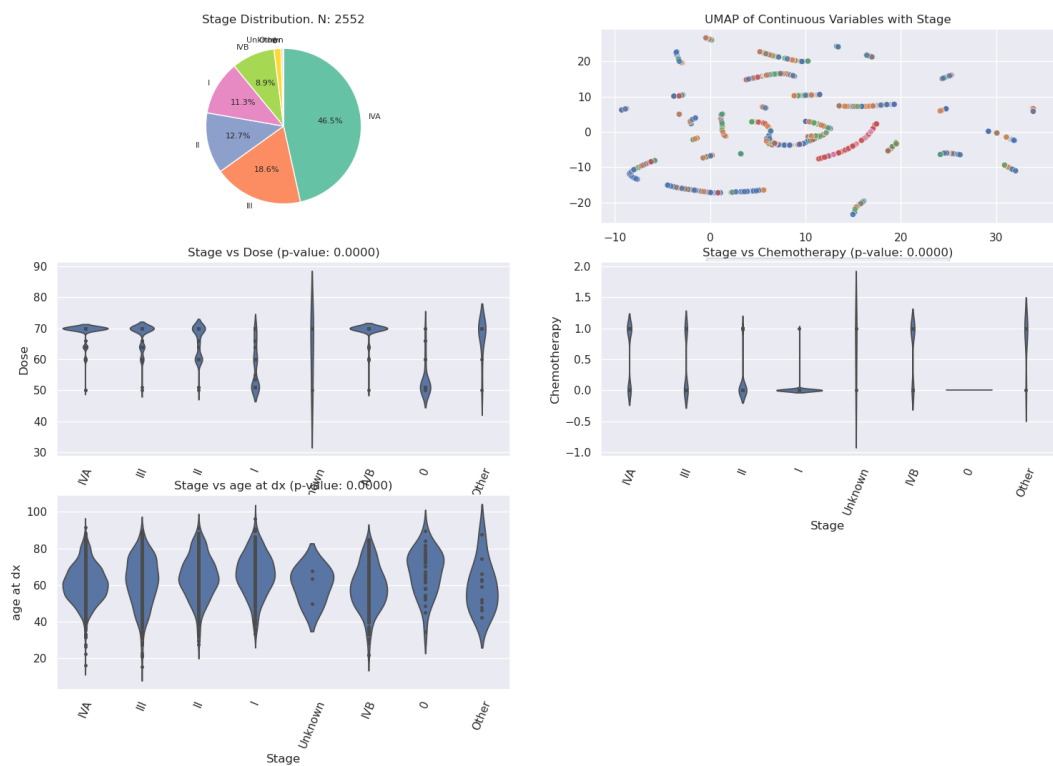 Stage Distribution. N: 2552
IVB
I
II
III
IVA
8.9%
11.3%
12.7%
18.6%
46.5%
UMAP of Continuous Variables with Stage
20
10
0
−10
−20
−10
0
10
20
30
Stage vs Dose (p-value: 0.0000)
90
80
70
60
50
40
30
Dose
IVA
III
II
I
IVB
0
Stage vs Chemotherapy (p-value: 0.0000)
2.0
1.5
1.0
0.5
0.0
−0.5
−1.0
Chemotherapy
IVA
III
II
I
Unknown
IVB
0
Other
Stage
Stage vs age at dx (p-value: 0.0000)
100
80
60
40
20
age at dx
IVA
III
II
I
Unknown
IVB
0
Other
Stage